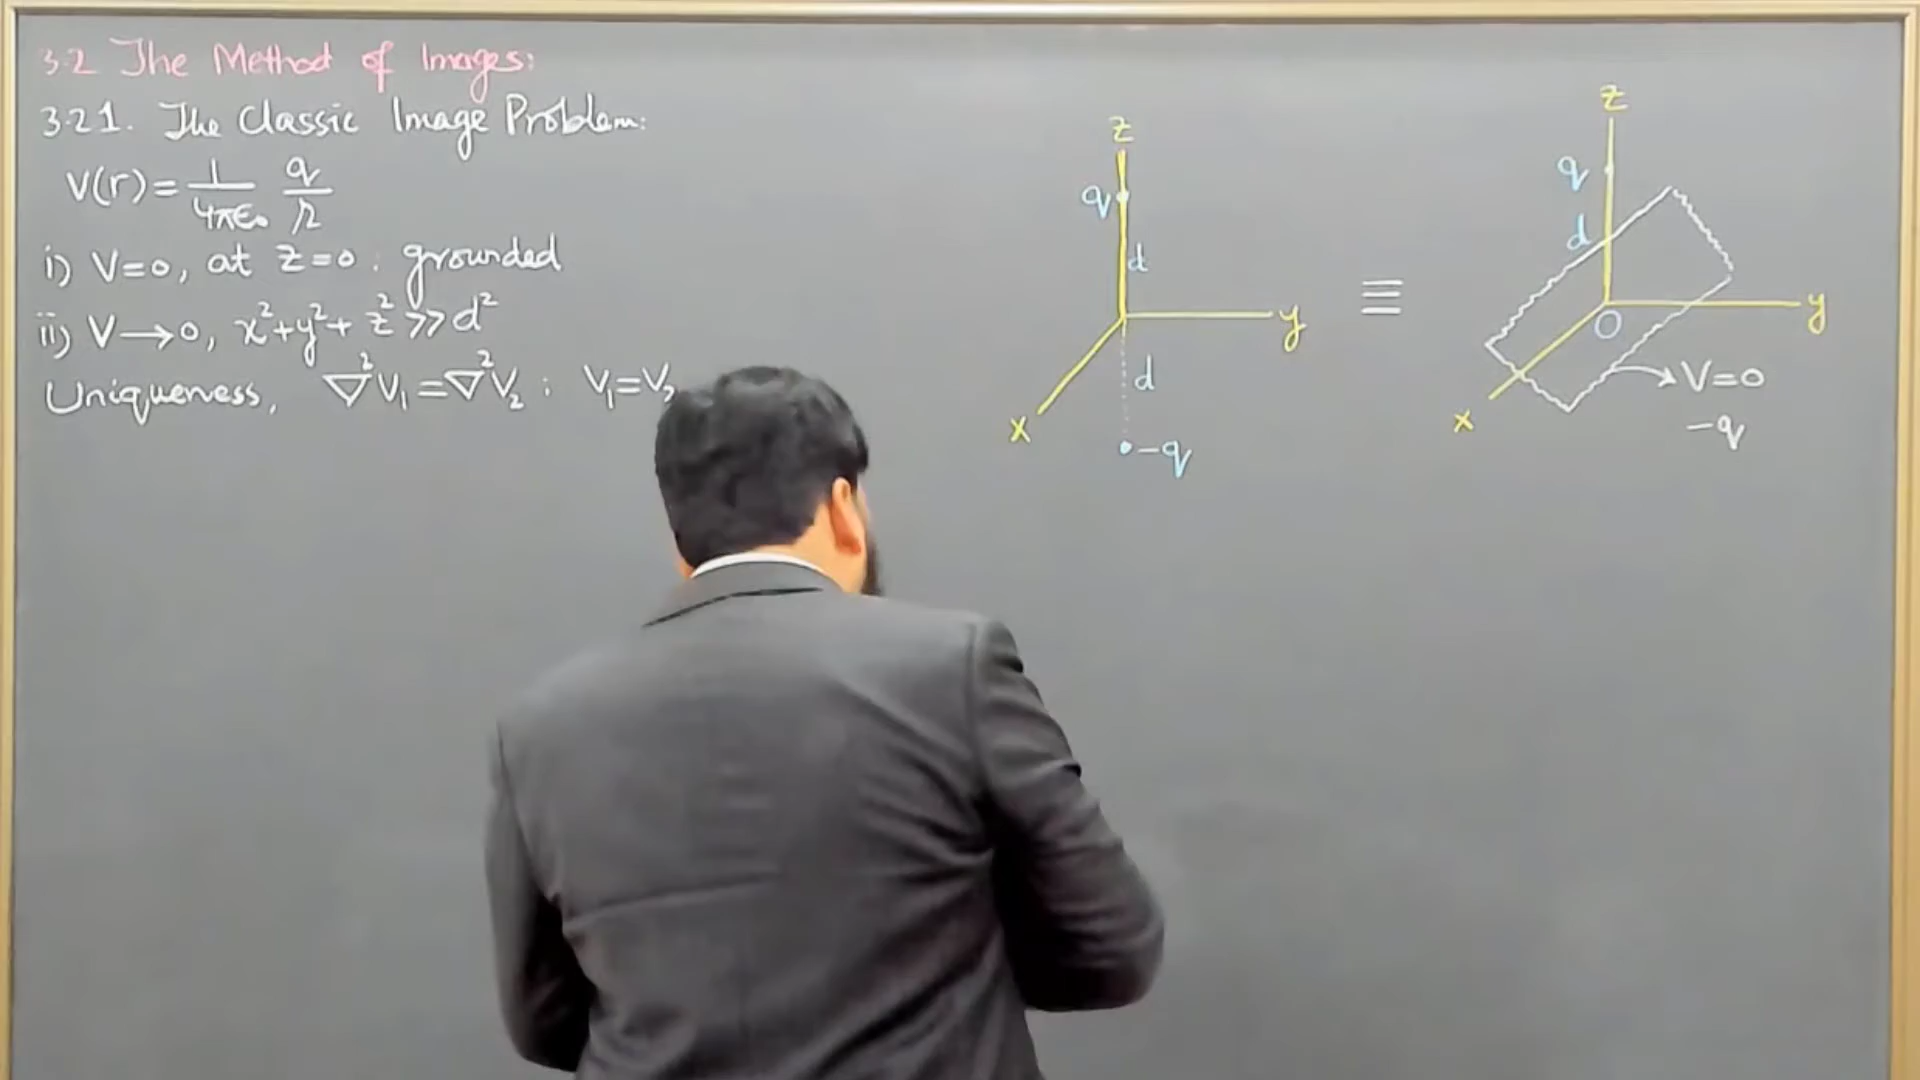 3.2 The Method of Images:
3.2.1. The Classic Image Problem:
V(r) = 1/4πϵ₀ q/r
i) V=0, at z=0 : grounded
ii) V→0, x²+y²+z²>>d²
Uniqueness, ∇²V₁=∇²V₂ : V₁=V₂
z
q
d
y
x
d
-q
≡
z
q
d
O
y
x
V=0
-q